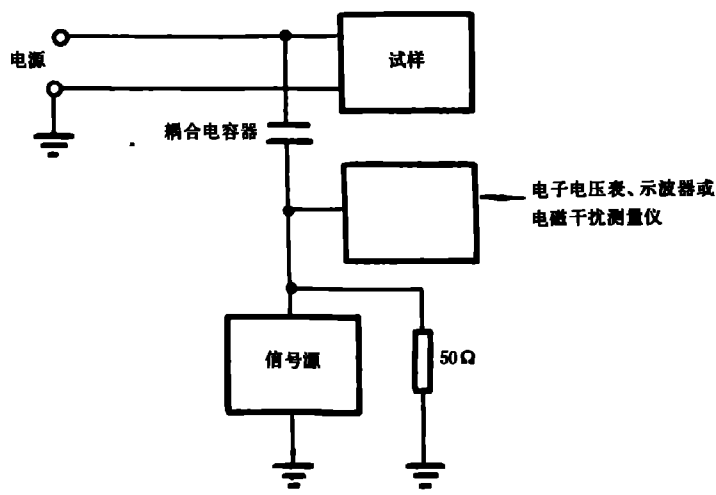 电源
试样
耦合电容器
电子电压表、示波器或
电磁干扰测量仪
信号源
50Ω